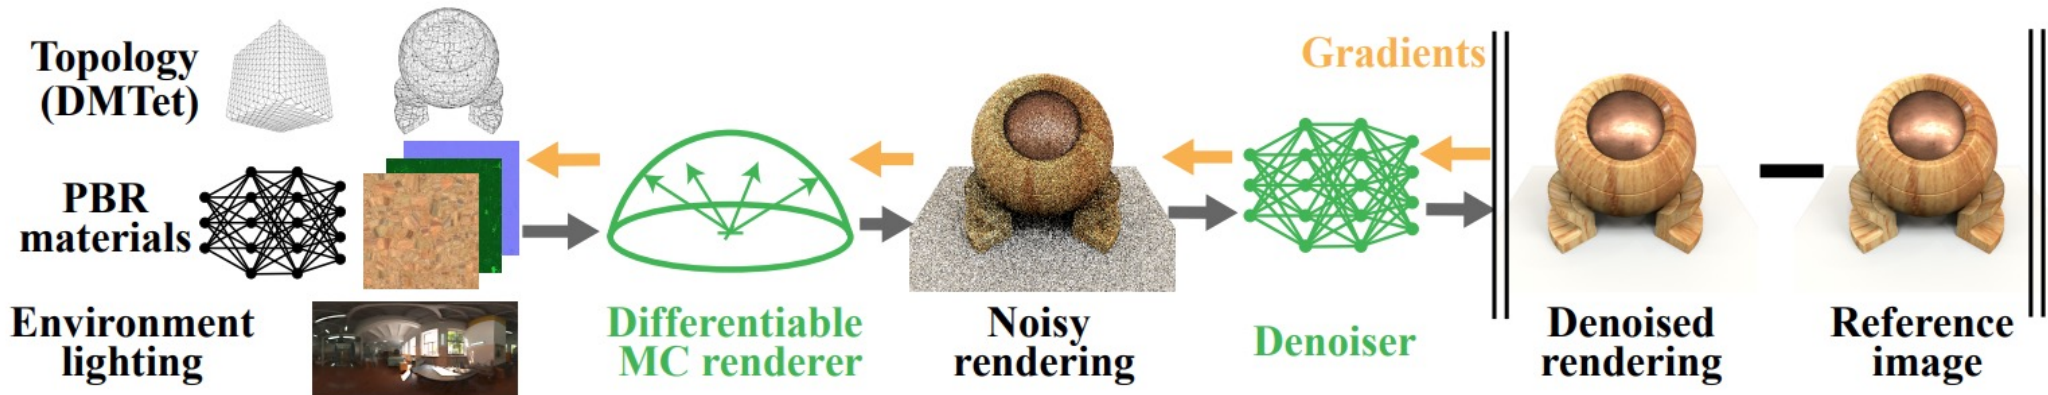 Topology
(DMTet)
PBR
materials
Environment
lighting
Differentiable
MC renderer
Noisy
rendering
Gradients
Denoiser
Denoised
rendering
Reference
image